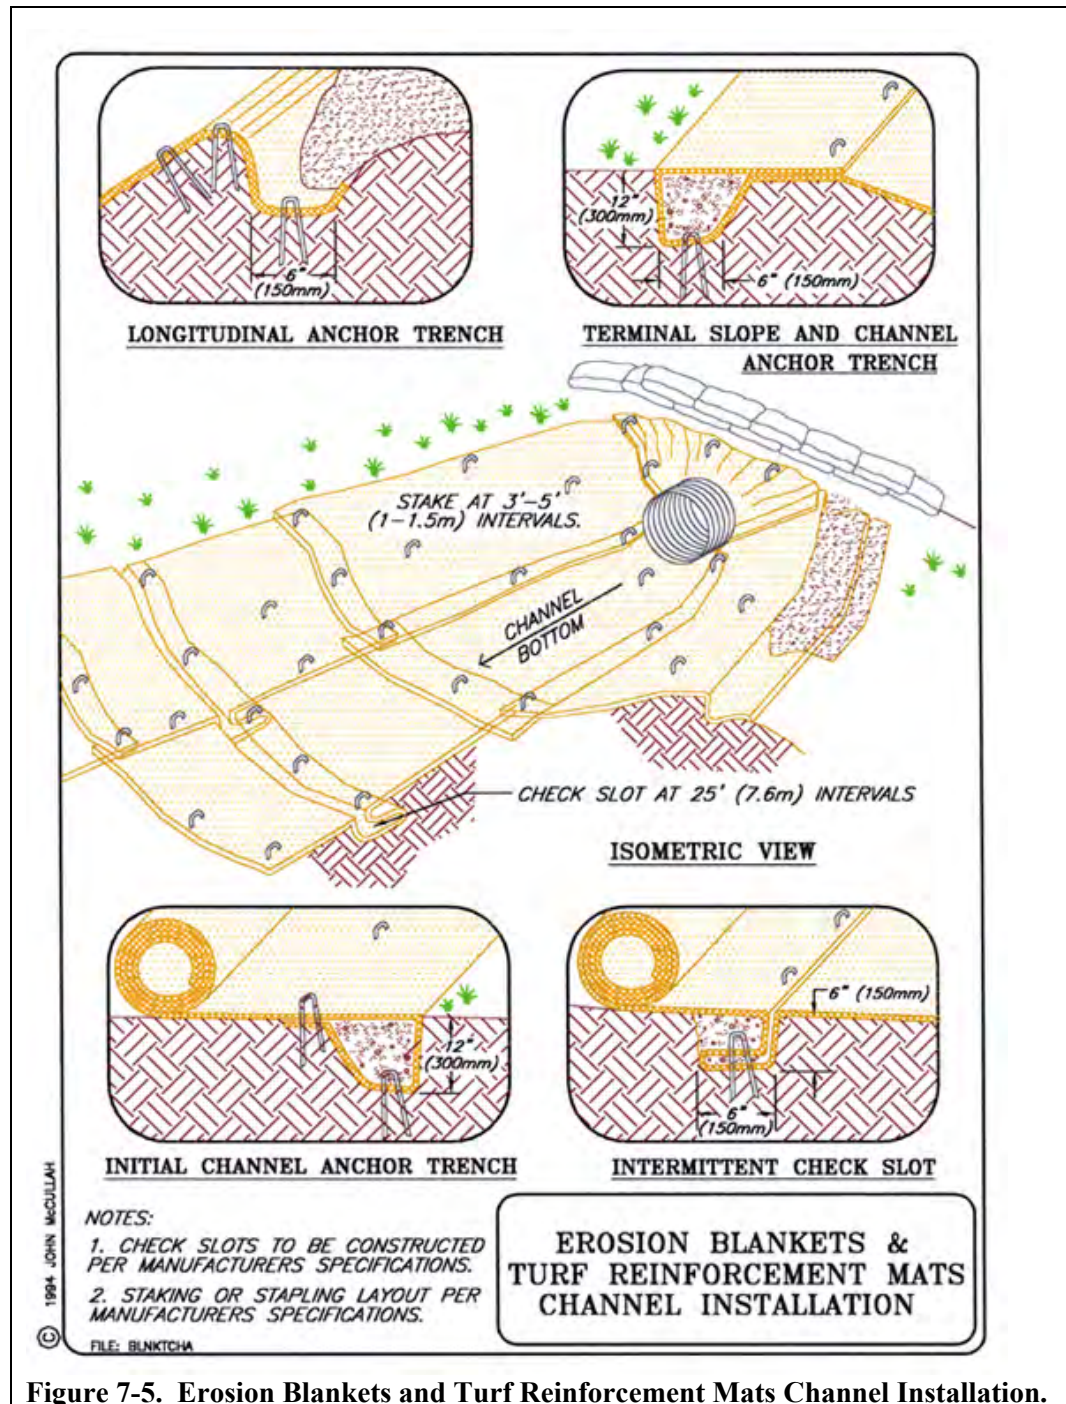 12"
(300mm)
6"
(150mm)
6" (150mm)
LONGITUDINAL ANCHOR TRENCH
TERMINAL SLOPE AND CHANNEL
ANCHOR TRENCH
STAKE AT 3'-5'
(1-1.5m) INTERVALS.
CHANNEL
BOTTOM
CHECK SLOT AT 25' (7.6m) INTERVALS
ISOMETRIC VIEW
12"
(300mm)
6" (150mm)
6"
(150mm)
INITIAL CHANNEL ANCHOR TRENCH
INTERMITTENT CHECK SLOT
NOTES:
1. CHECK SLOTS TO BE CONSTRUCTED
PER MANUFACTURERS SPECIFICATIONS.
2. STAKING OR STAPLING LAYOUT PER
MANUFACTURERS SPECIFICATIONS.
FILE: BLNKTCHA
© 1994 JOHN McCULLAH
EROSION BLANKETS &
TURF REINFORCEMENT MATS
CHANNEL INSTALLATION
Figure 7-5. Erosion Blankets and Turf Reinforcement Mats Channel Installation.